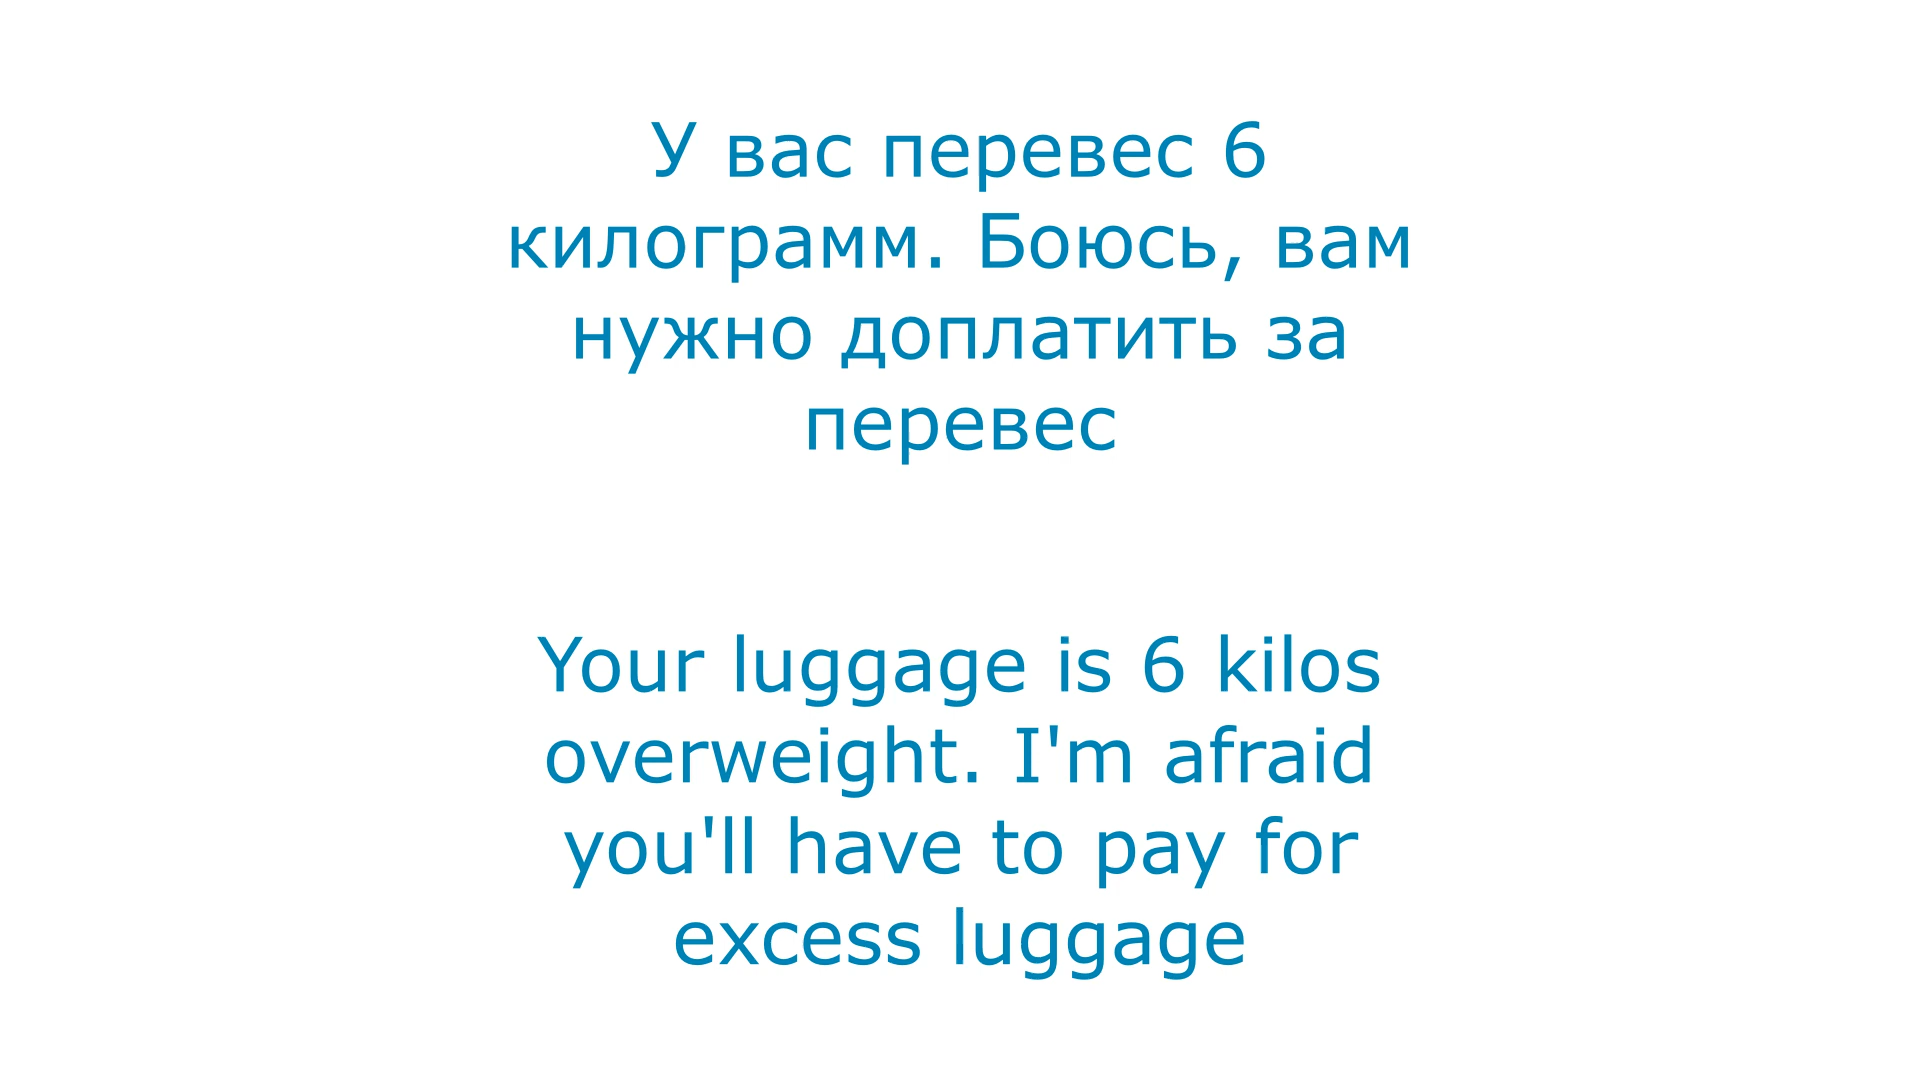 У вас перевес 6
килограмм. Боюсь, вам
нужно доплатить за
перевес
Your luggage is 6 kilos
overweight. I'm afraid
you'll have to pay for
excess luggage